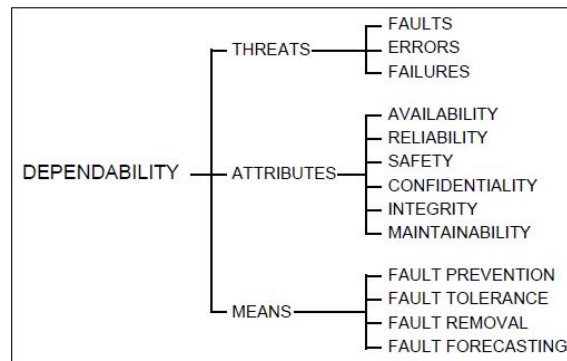 DEPENDABILITY
THREATS
FAULTS
ERRORS
FAILURES
ATTRIBUTES
AVAILABILITY
RELIABILITY
SAFETY
CONFIDENTIALITY
INTEGRITY
MAINTAINABILITY
MEANS
FAULT PREVENTION
FAULT TOLERANCE
FAULT REMOVAL
FAULT FORECASTING